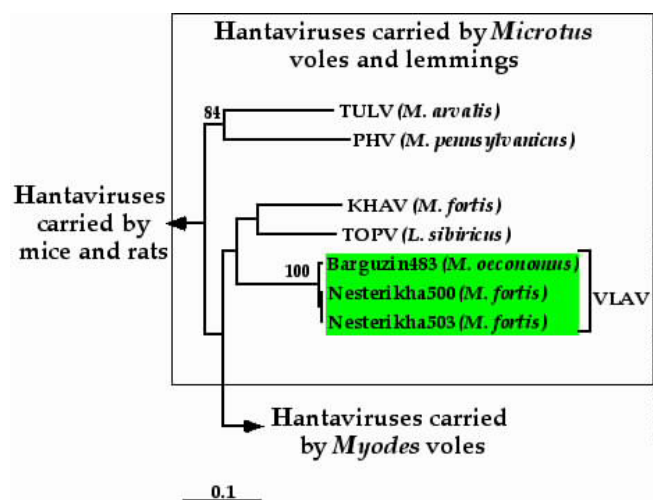 Hantaviruses carried by Microtus
voles and lemmings
84
TULV (M. arvalis)
PHV (M. pennsylvanicus)
Hantaviruses
carried by
mice and rats
KHAV (M. fortis)
TOPV (L. sibiricus)
100
Barguzin483 (M. oeconomus)
Nesterikha500 (M. fortis)
Nesterikha503 (M. fortis)
VLAV
Hantaviruses carried
by Myodes voles
0.1